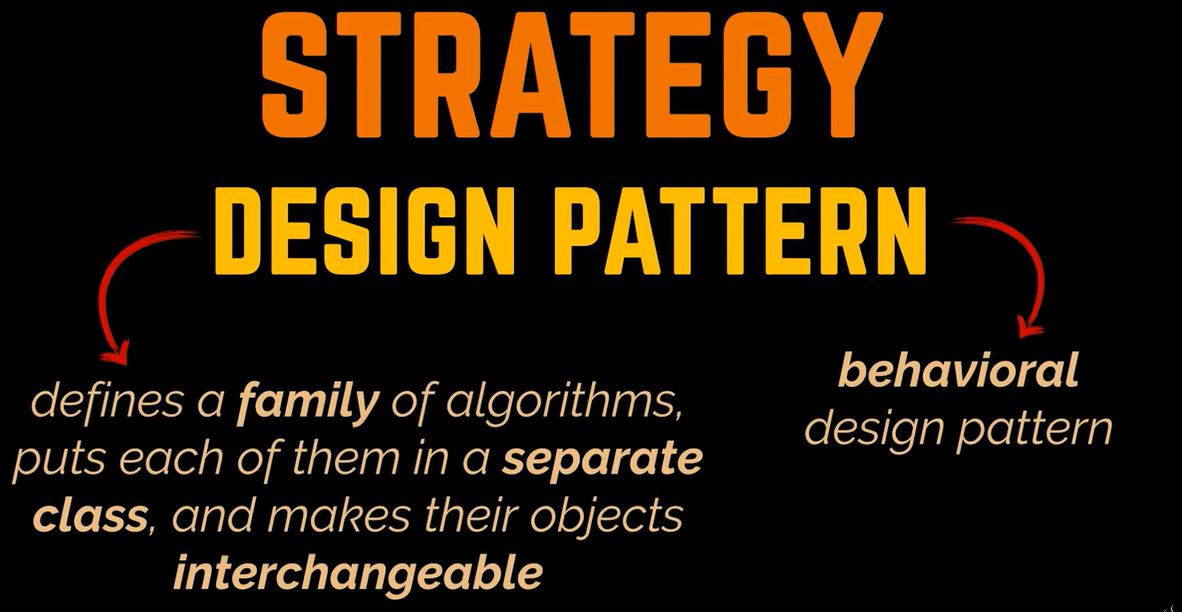 STRATEGY
DESIGN PATTERN
defines a family of algorithms,
puts each of them in a separate
class, and makes their objects
interchangeable
behavioral
design pattern